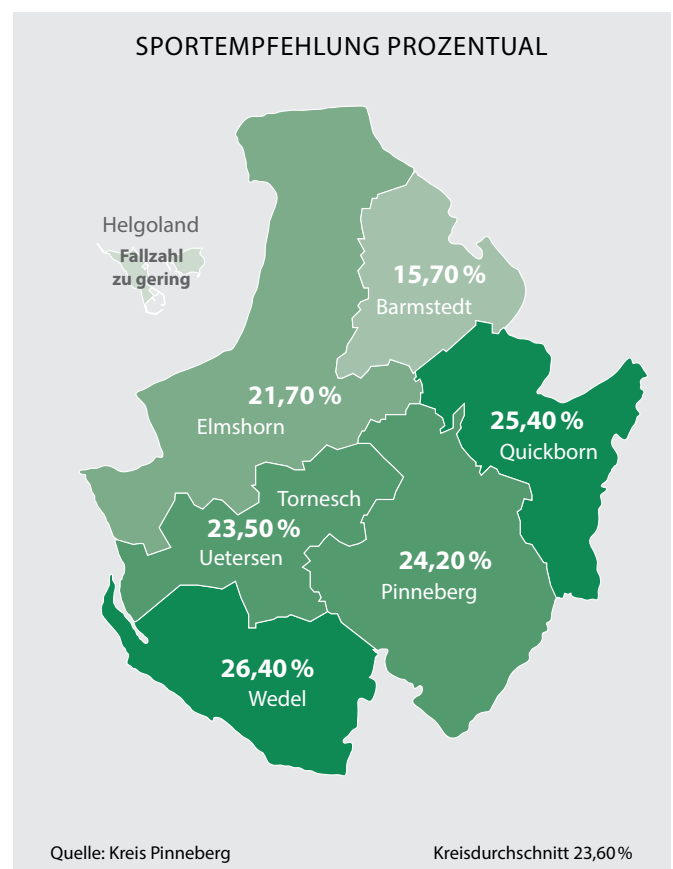 SPORTEMPFEHLUNG PROZENTUAL
Helgoland
Fallzahl
zu gering
15,70 %
Barmstedt
21,70 %
Elmshorn
25,40 %
Quickborn
Tornesch
23,50 %
Uetersen
24,20 %
Pinneberg
26,40 %
Wedel
Quelle: Kreis Pinneberg
Kreisdurchschnitt 23,60 %